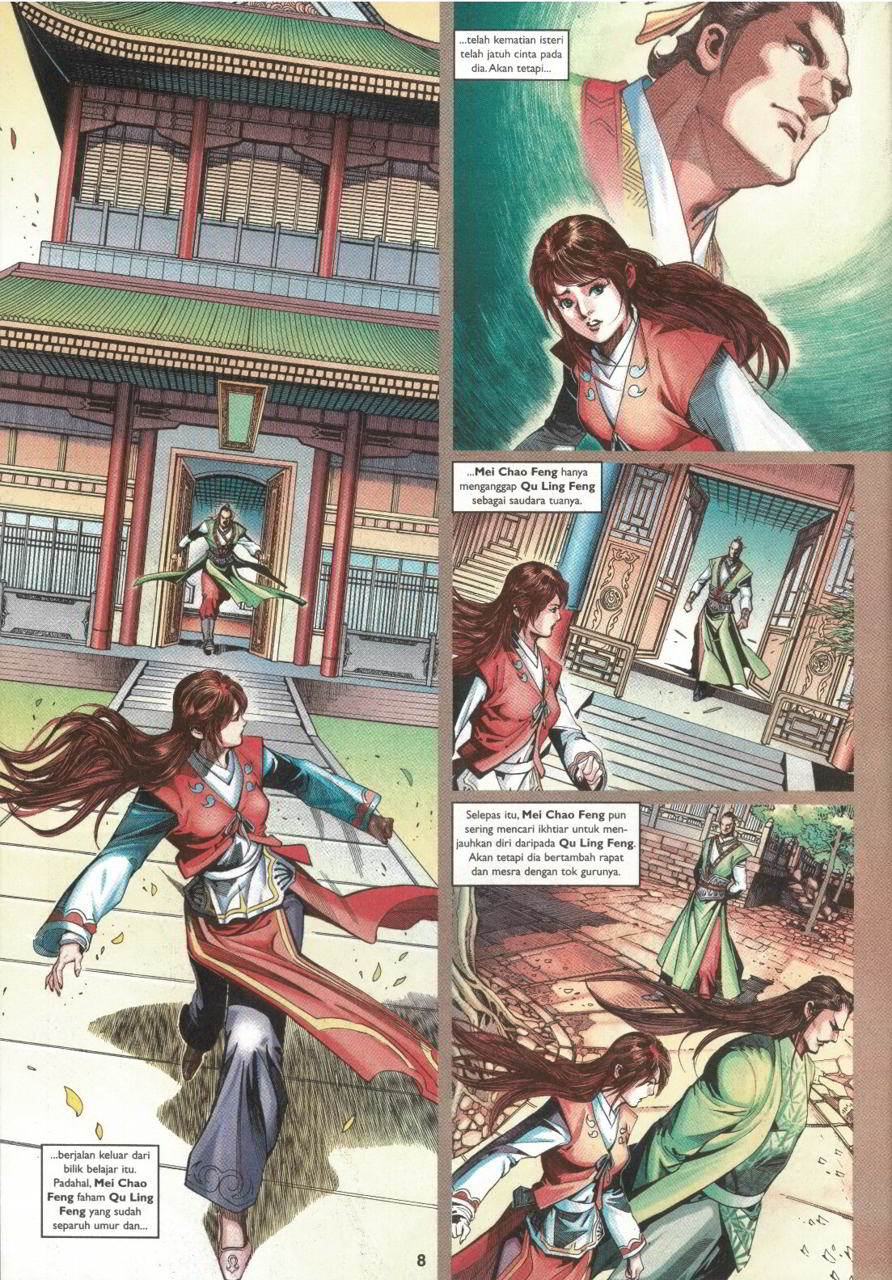 ...berjalan keluar dari
bilik belajar itu.
Padahal, Mei Chao
Feng faham Qu Ling
Feng yang sudah
separuh umur dan...
...telah kematian isteri
telah jatuh cinta pada
dia. Akan tetapi...
...Mei Chao Feng hanya
menganggap Qu Ling Feng
sebagai saudara tuanya.
Selepas itu, Mei Chao Feng pun
sering mencari ikhtiar untuk men-
jauhkan diri daripada Qu Ling Feng.
Akan tetapi dia bertambah rapat
dan mesra dengan tok gurunya.
8